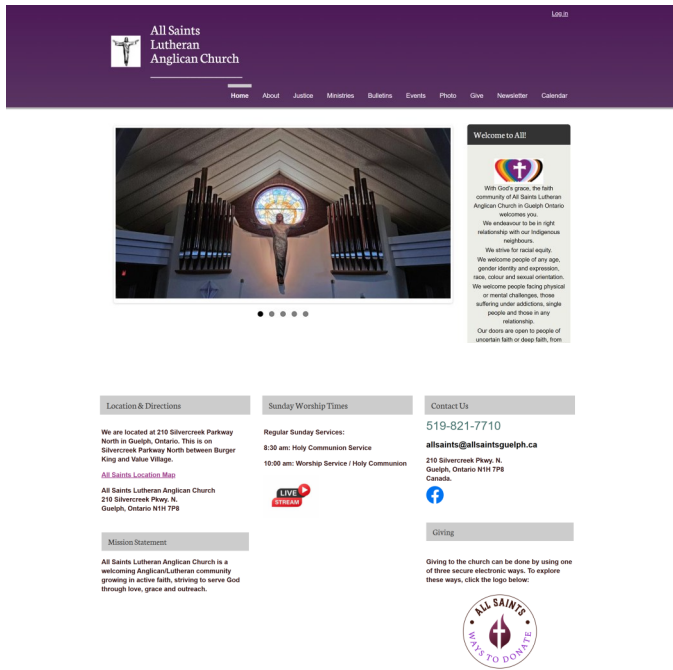 Log in
All Saints
Lutheran
Anglican Church
Home About Justice Ministries Bulletins Events Photo Give Newsletter Calendar
Welcome to All!
With God's grace, the faith
community of All Saints Lutheran
Anglican Church in Guelph Ontario
welcomes you.
We endeavour to be in right
relationship with our Indigenous
neighbours.
We strive for racial equity.
We welcome people of any age,
gender identity and expression,
race, colour and sexual orientation.
We welcome people facing physical
or mental challenges, those
suffering under addictions, single
people and those in any
relationship.
Our doors are open to people of
uncertain faith or deep faith, from
Location & Directions
We are located at 210 Silvercreek Parkway
North in Guelph, Ontario. This is on
Silvercreek Parkway North between Burger
King and Value Village.
All Saints Location Map
All Saints Lutheran Anglican Church
210 Silvercreek Pkwy. N.
Guelph, Ontario N1H 7P8
Mission Statement
All Saints Lutheran Anglican Church is a
welcoming Anglican/Lutheran community
growing in active faith, striving to serve God
through love, grace and outreach.
Sunday Worship Times
Regular Sunday Services:
8:30 am: Holy Communion Service
10:00 am: Worship Service / Holy Communion
LIVE
STREAM
Contact Us
519-821-7710
allsaints@allsaintsguelph.ca
210 Silvercreek Pkwy. N.
Guelph, Ontario N1H 7P8
Canada.
Giving
Giving to the church can be done by using one
of three secure electronic ways. To explore
these ways, click the logo below:
ALL SAINTS
WAYS TO DONATE